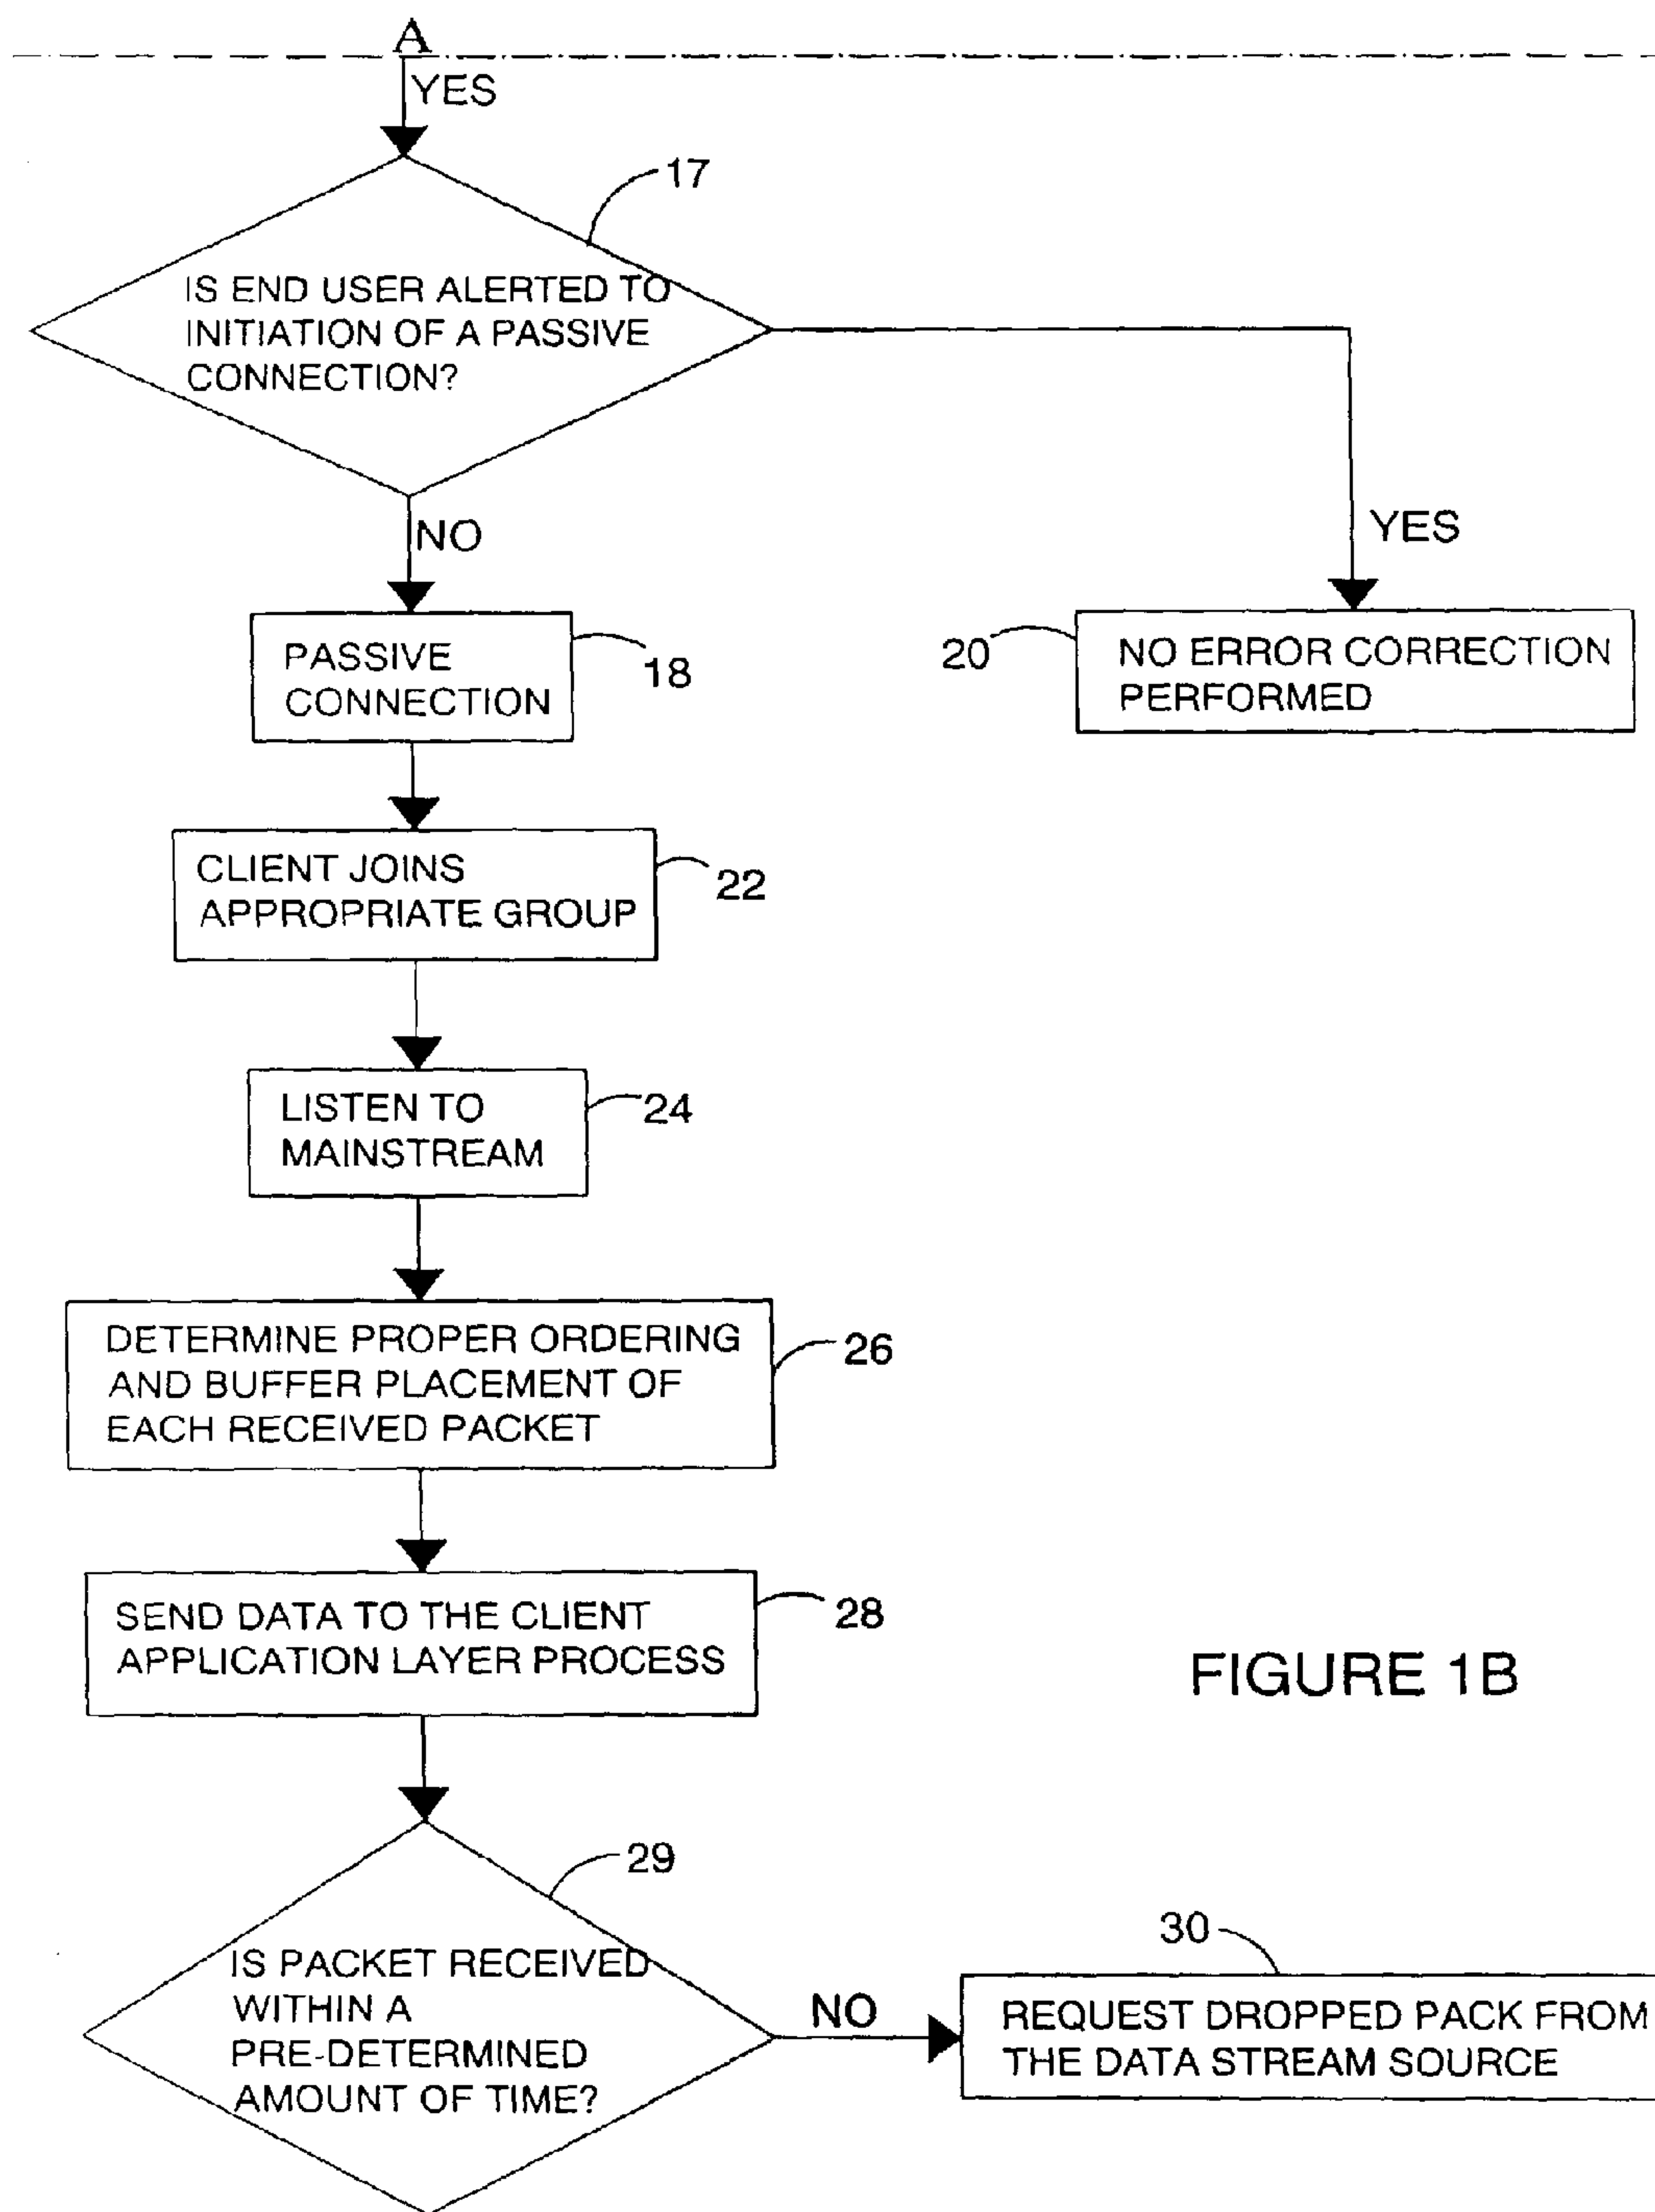 A
YES
17
IS END USER ALERTED TO
INITIATION OF A PASSIVE
CONNECTION?
NO
YES
PASSIVE
CONNECTION
18
20
NO ERROR CORRECTION
PERFORMED
CLIENT JOINS
APPROPRIATE GROUP
22
LISTEN TO
MAINSTREAM
24
DETERMINE PROPER ORDERING
AND BUFFER PLACEMENT OF
EACH RECEIVED PACKET
26
SEND DATA TO THE CLIENT
APPLICATION LAYER PROCESS
28
FIGURE 1B
29
IS PACKET RECEIVED
WITHIN A
PRE-DETERMINED
AMOUNT OF TIME?
NO
30
REQUEST DROPPED PACK FROM
THE DATA STREAM SOURCE